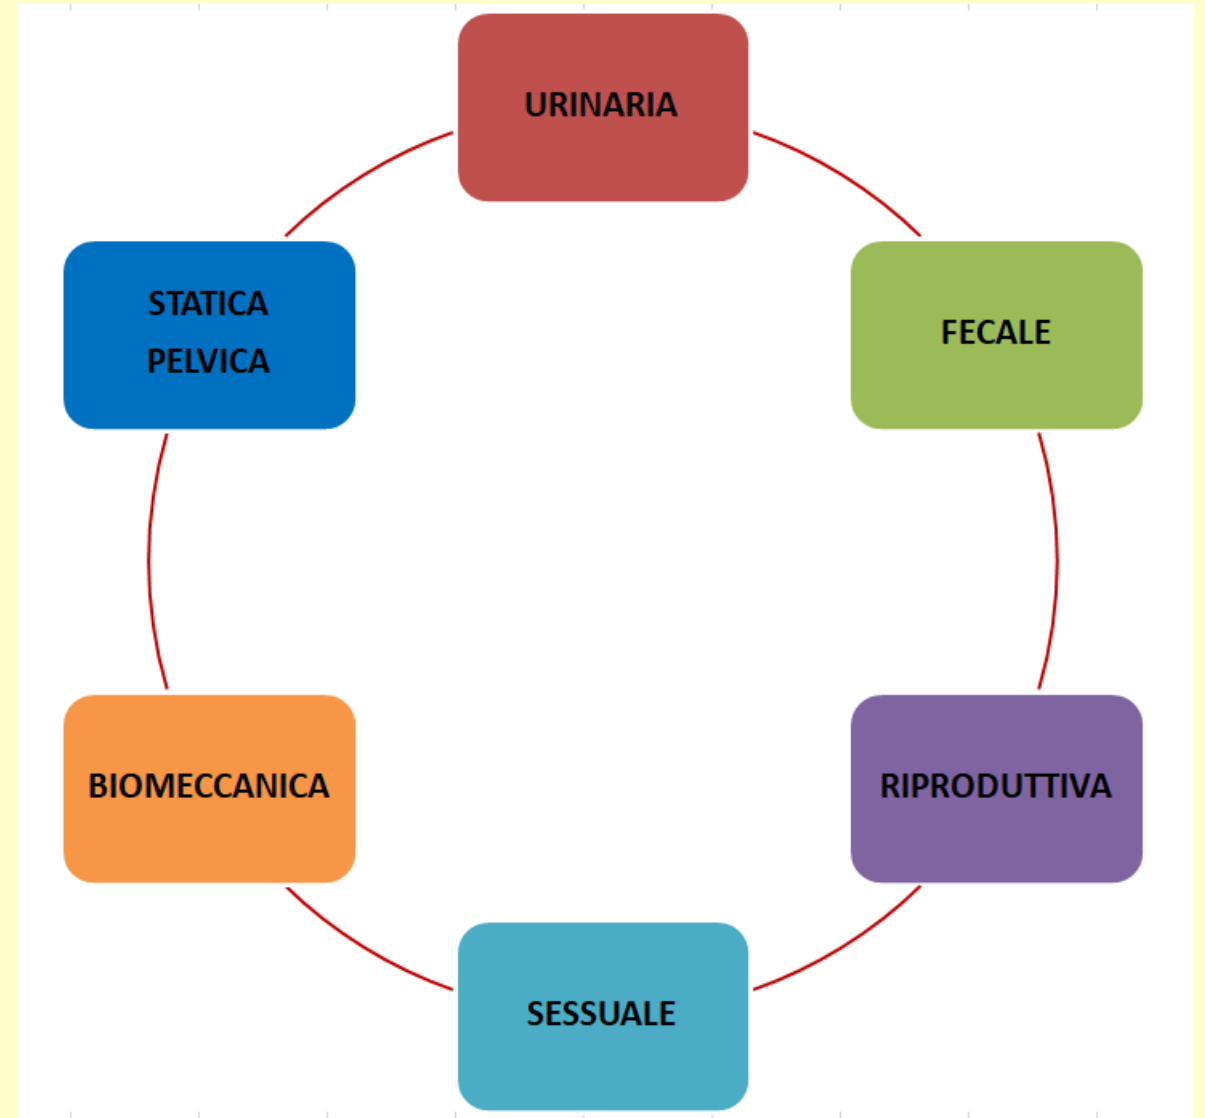 URINARIA
FECALE
RIPRODUTTIVA
SESSUALE
BIOMECCANICA
STATICA
PELVICA